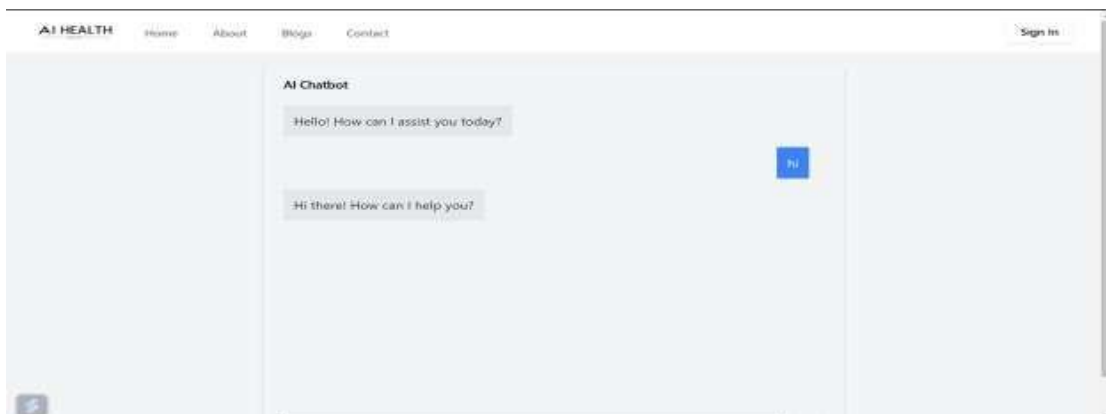 AI HEALTH Home About Blogs Contact Sign In
AI Chatbot
Hello! How can I assist you today?
hi
Hi there! How can I help you?